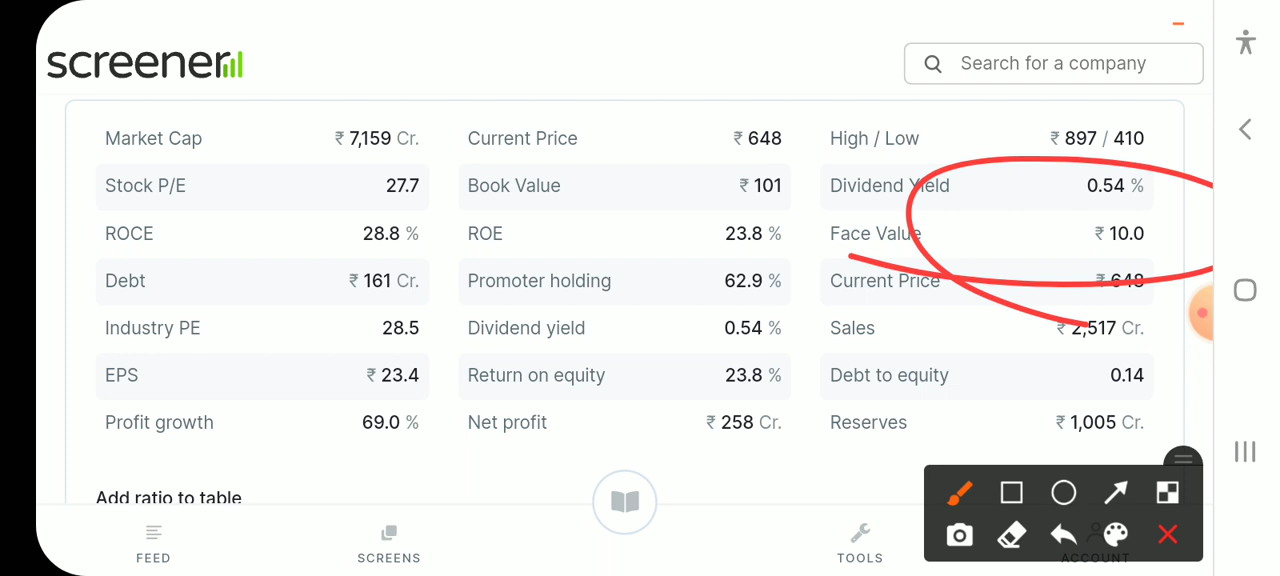 screener
Search for a company
Market Cap ₹ 7,159 Cr. Current Price ₹ 648 High / Low ₹ 897 / 410
Stock P/E 27.7 Book Value ₹ 101 Dividend Yield 0.54 %
ROCE 28.8 % ROE 23.8 % Face Value ₹ 10.0
Debt ₹ 161 Cr. Promoter holding 62.9 % Current Price ₹ 648
Industry PE 28.5 Dividend yield 0.54 % Sales ₹ 2,517 Cr.
EPS ₹ 23.4 Return on equity 23.8 % Debt to equity 0.14
Profit growth 69.0 % Net profit ₹ 258 Cr. Reserves ₹ 1,005 Cr.
Add ratio to table
FEED SCREENS TOOLS ACCOUNT